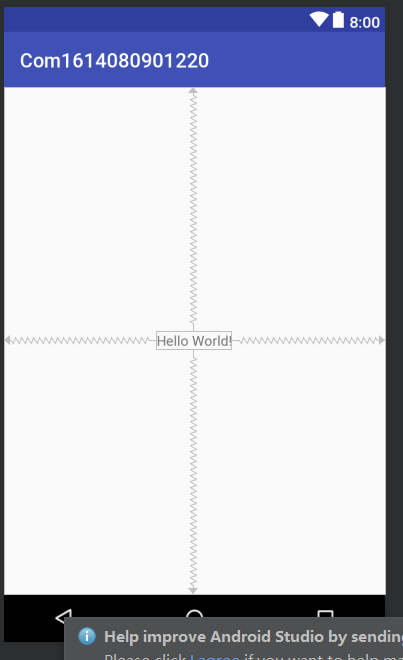 8:00
Com1614080901220
Hello World!
Help improve Android Studio by sending
Please click I agree if you want to help me